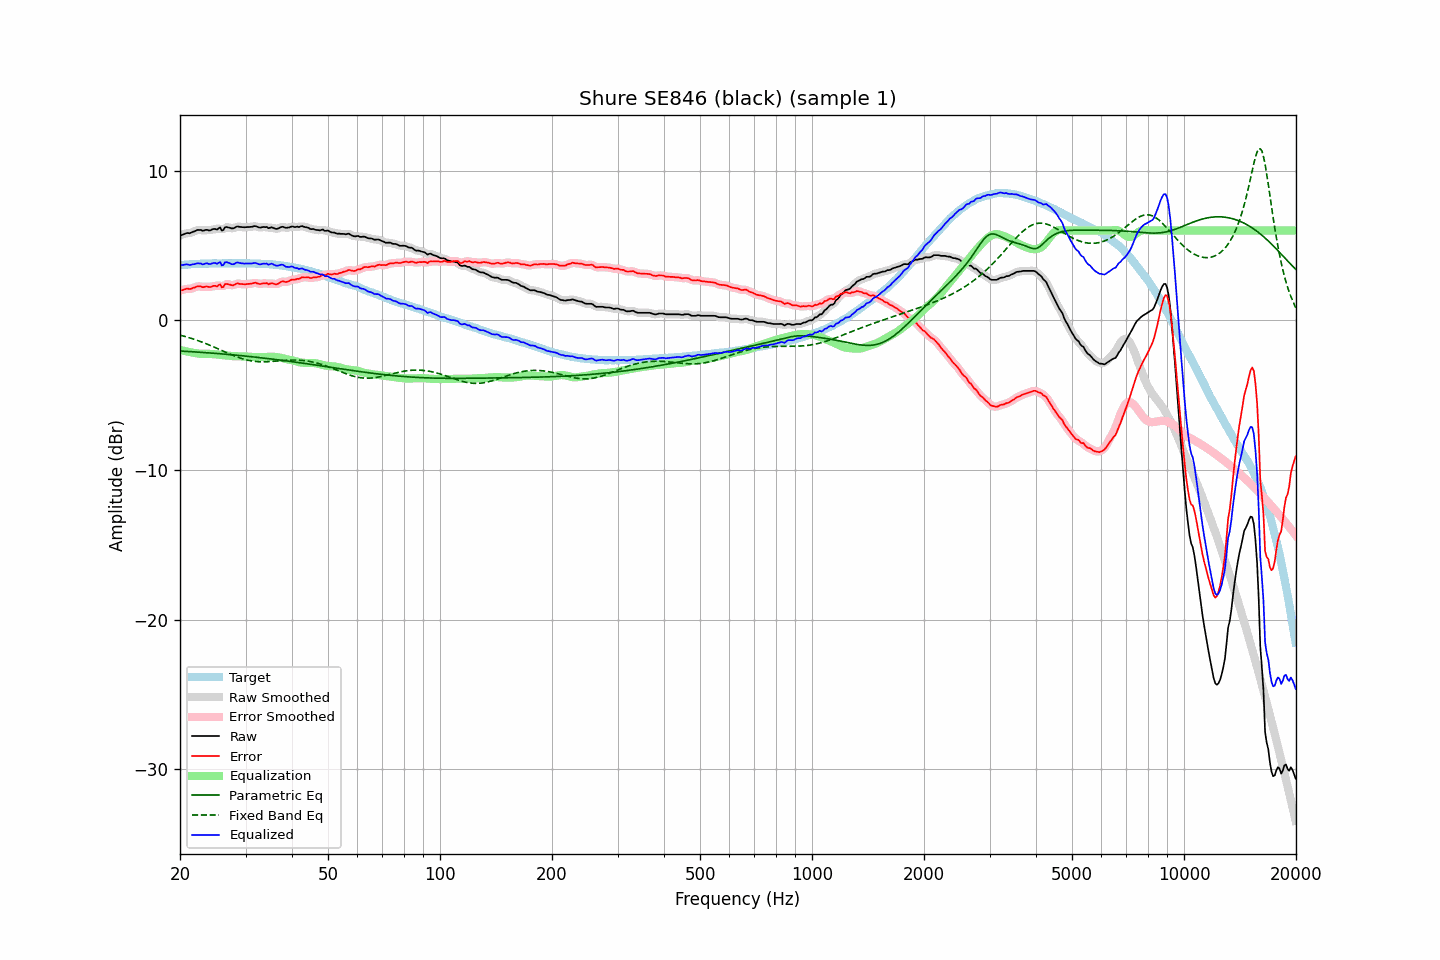 Shure SE846 (black) (sample 1)
Amplitude (dBr)
10
0
−10
−20
−30
Target
Raw Smoothed
Error Smoothed
Raw
Error
Equalization
Parametric Eq
Fixed Band Eq
Equalized
20 50 100 200 500 1000 2000 5000 10000 20000
Frequency (Hz)